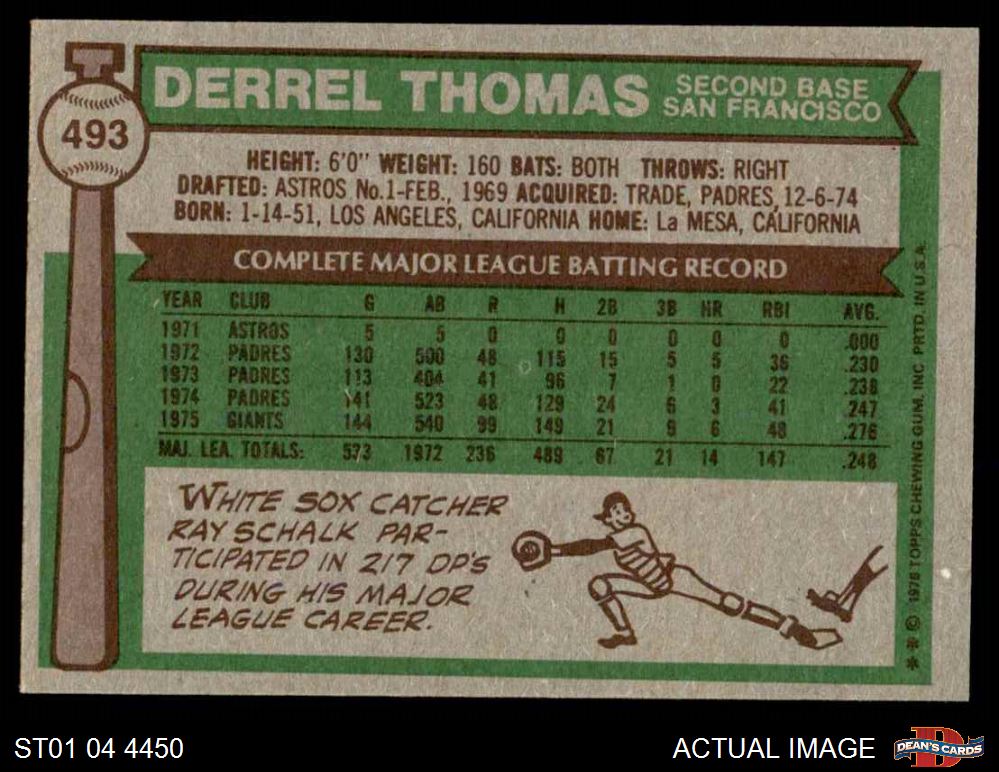 493
DERREL THOMAS SECOND BASE
SAN FRANCISCO
HEIGHT: 6'0" WEIGHT: 160 BATS: BOTH THROWS: RIGHT
DRAFTED: ASTROS No.1-FEB., 1969 ACQUIRED: TRADE, PADRES, 12-6-74
BORN: 1-14-51, LOS ANGELES, CALIFORNIA HOME: La MESA, CALIFORNIA
COMPLETE MAJOR LEAGUE BATTING RECORD
YEAR CLUB G AB R H 2B 3B HR RBI AVG.
1971 ASTROS 5 5 0 0 0 0 0 0 .000
1972 PADRES 130 500 48 115 15 5 5 36 .230
1973 PADRES 113 404 41 96 7 1 0 22 .238
1974 PADRES 141 523 48 129 24 6 3 41 .247
1975 GIANTS 144 540 99 149 21 9 6 48 .276
MAJ. LEA. TOTALS: 533 1972 236 489 67 21 14 147 .248
WHITE SOX CATCHER
RAY SCHALK PAR-
TICIPATED IN 217 DP'S
DURING HIS MAJOR
LEAGUE CAREER.
** © 1976 TOPPS CHEWING GUM, INC PRTD. IN U.S.A.
ST01 04 4450
ACTUAL IMAGE
DEAN'S CARDS